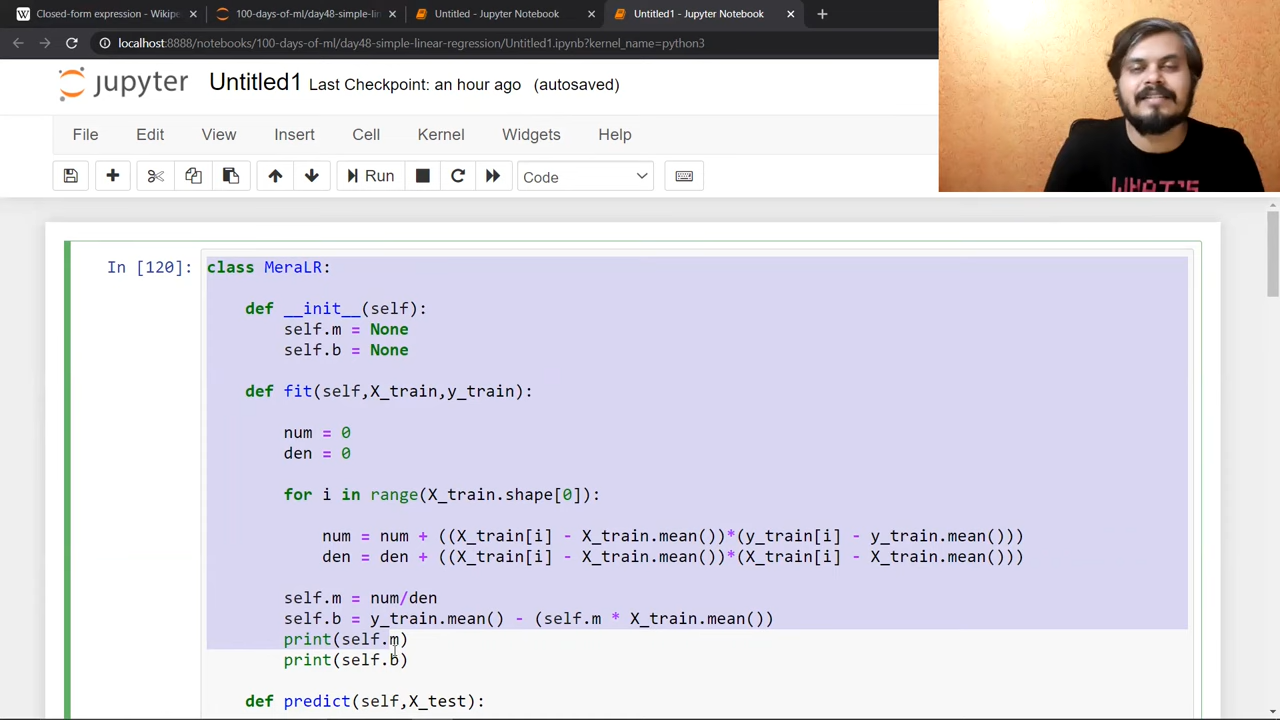 Closed-form expression - Wikipe
100-days-of-ml/day48-simple-lin
Untitled - Jupyter Notebook
Untitled1 - Jupyter Notebook
localhost:8888/notebooks/100-days-of-ml/day48-simple-linear-regression/Untitled1.ipynb?kernel_name=python3
jupyter Untitled1 Last Checkpoint: an hour ago (autosaved)
File Edit View Insert Cell Kernel Widgets Help
Run Code
WHAT'S
In [120]: class MeraLR:
def __init__(self):
self.m = None
self.b = None
def fit(self,X_train,y_train):
num = 0
den = 0
for i in range(X_train.shape[0]):
num = num + ((X_train[i] - X_train.mean())*(y_train[i] - y_train.mean()))
den = den + ((X_train[i] - X_train.mean())*(X_train[i] - X_train.mean()))
self.m = num/den
self.b = y_train.mean() - (self.m * X_train.mean())
print(self.m)
print(self.b)
def predict(self,X_test):